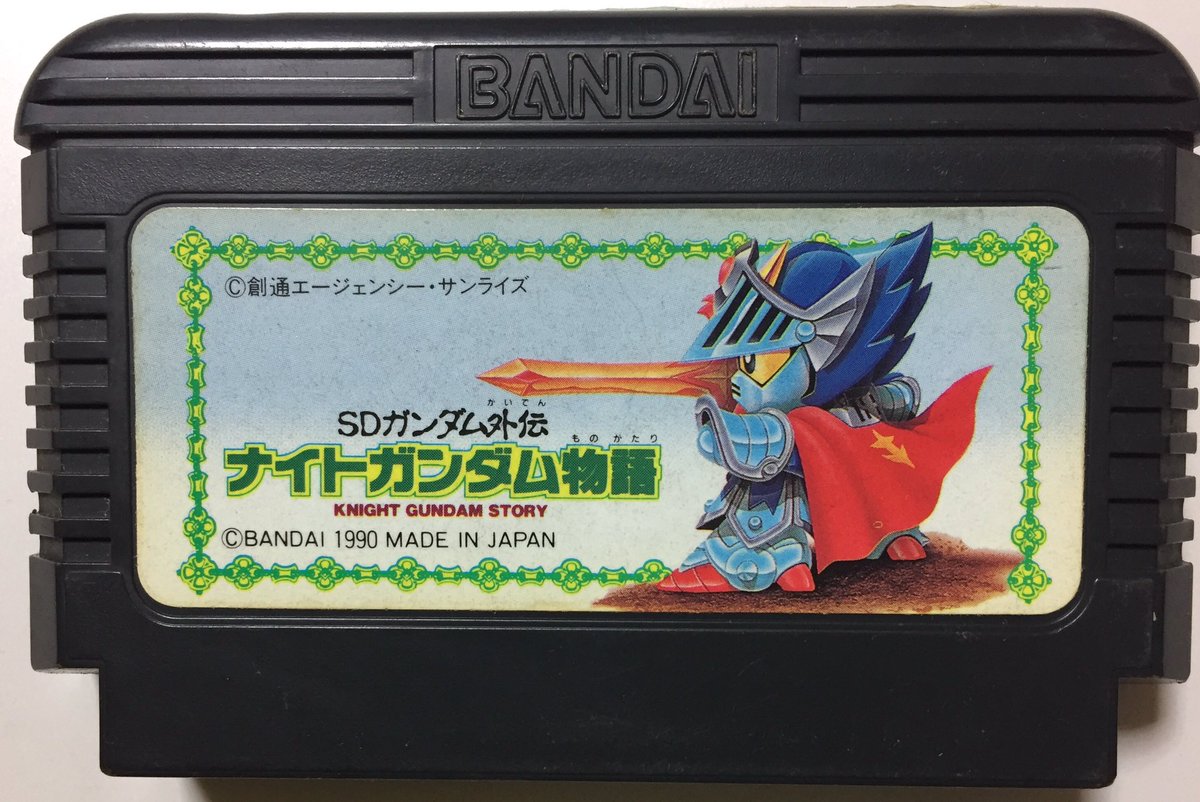 BANDAI
©創通エージェンシー・サンライズ
かいでん
SDガンダム外伝
ものがたり
ナイトガンダム物語
KNIGHT GUNDAM STORY
©BANDAI 1990 MADE IN JAPAN